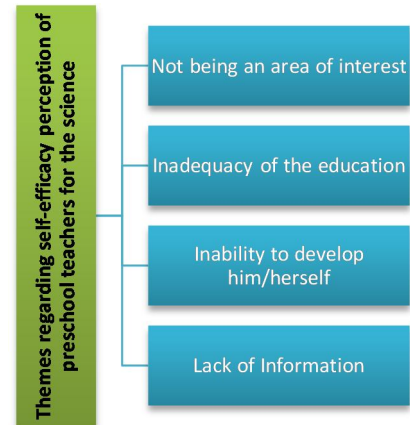 Themes regarding self-efficacy perception of
preschool teachers for the science
Not being an area of interest
Inadequacy of the education
Inability to develop
him/herself
Lack of Information